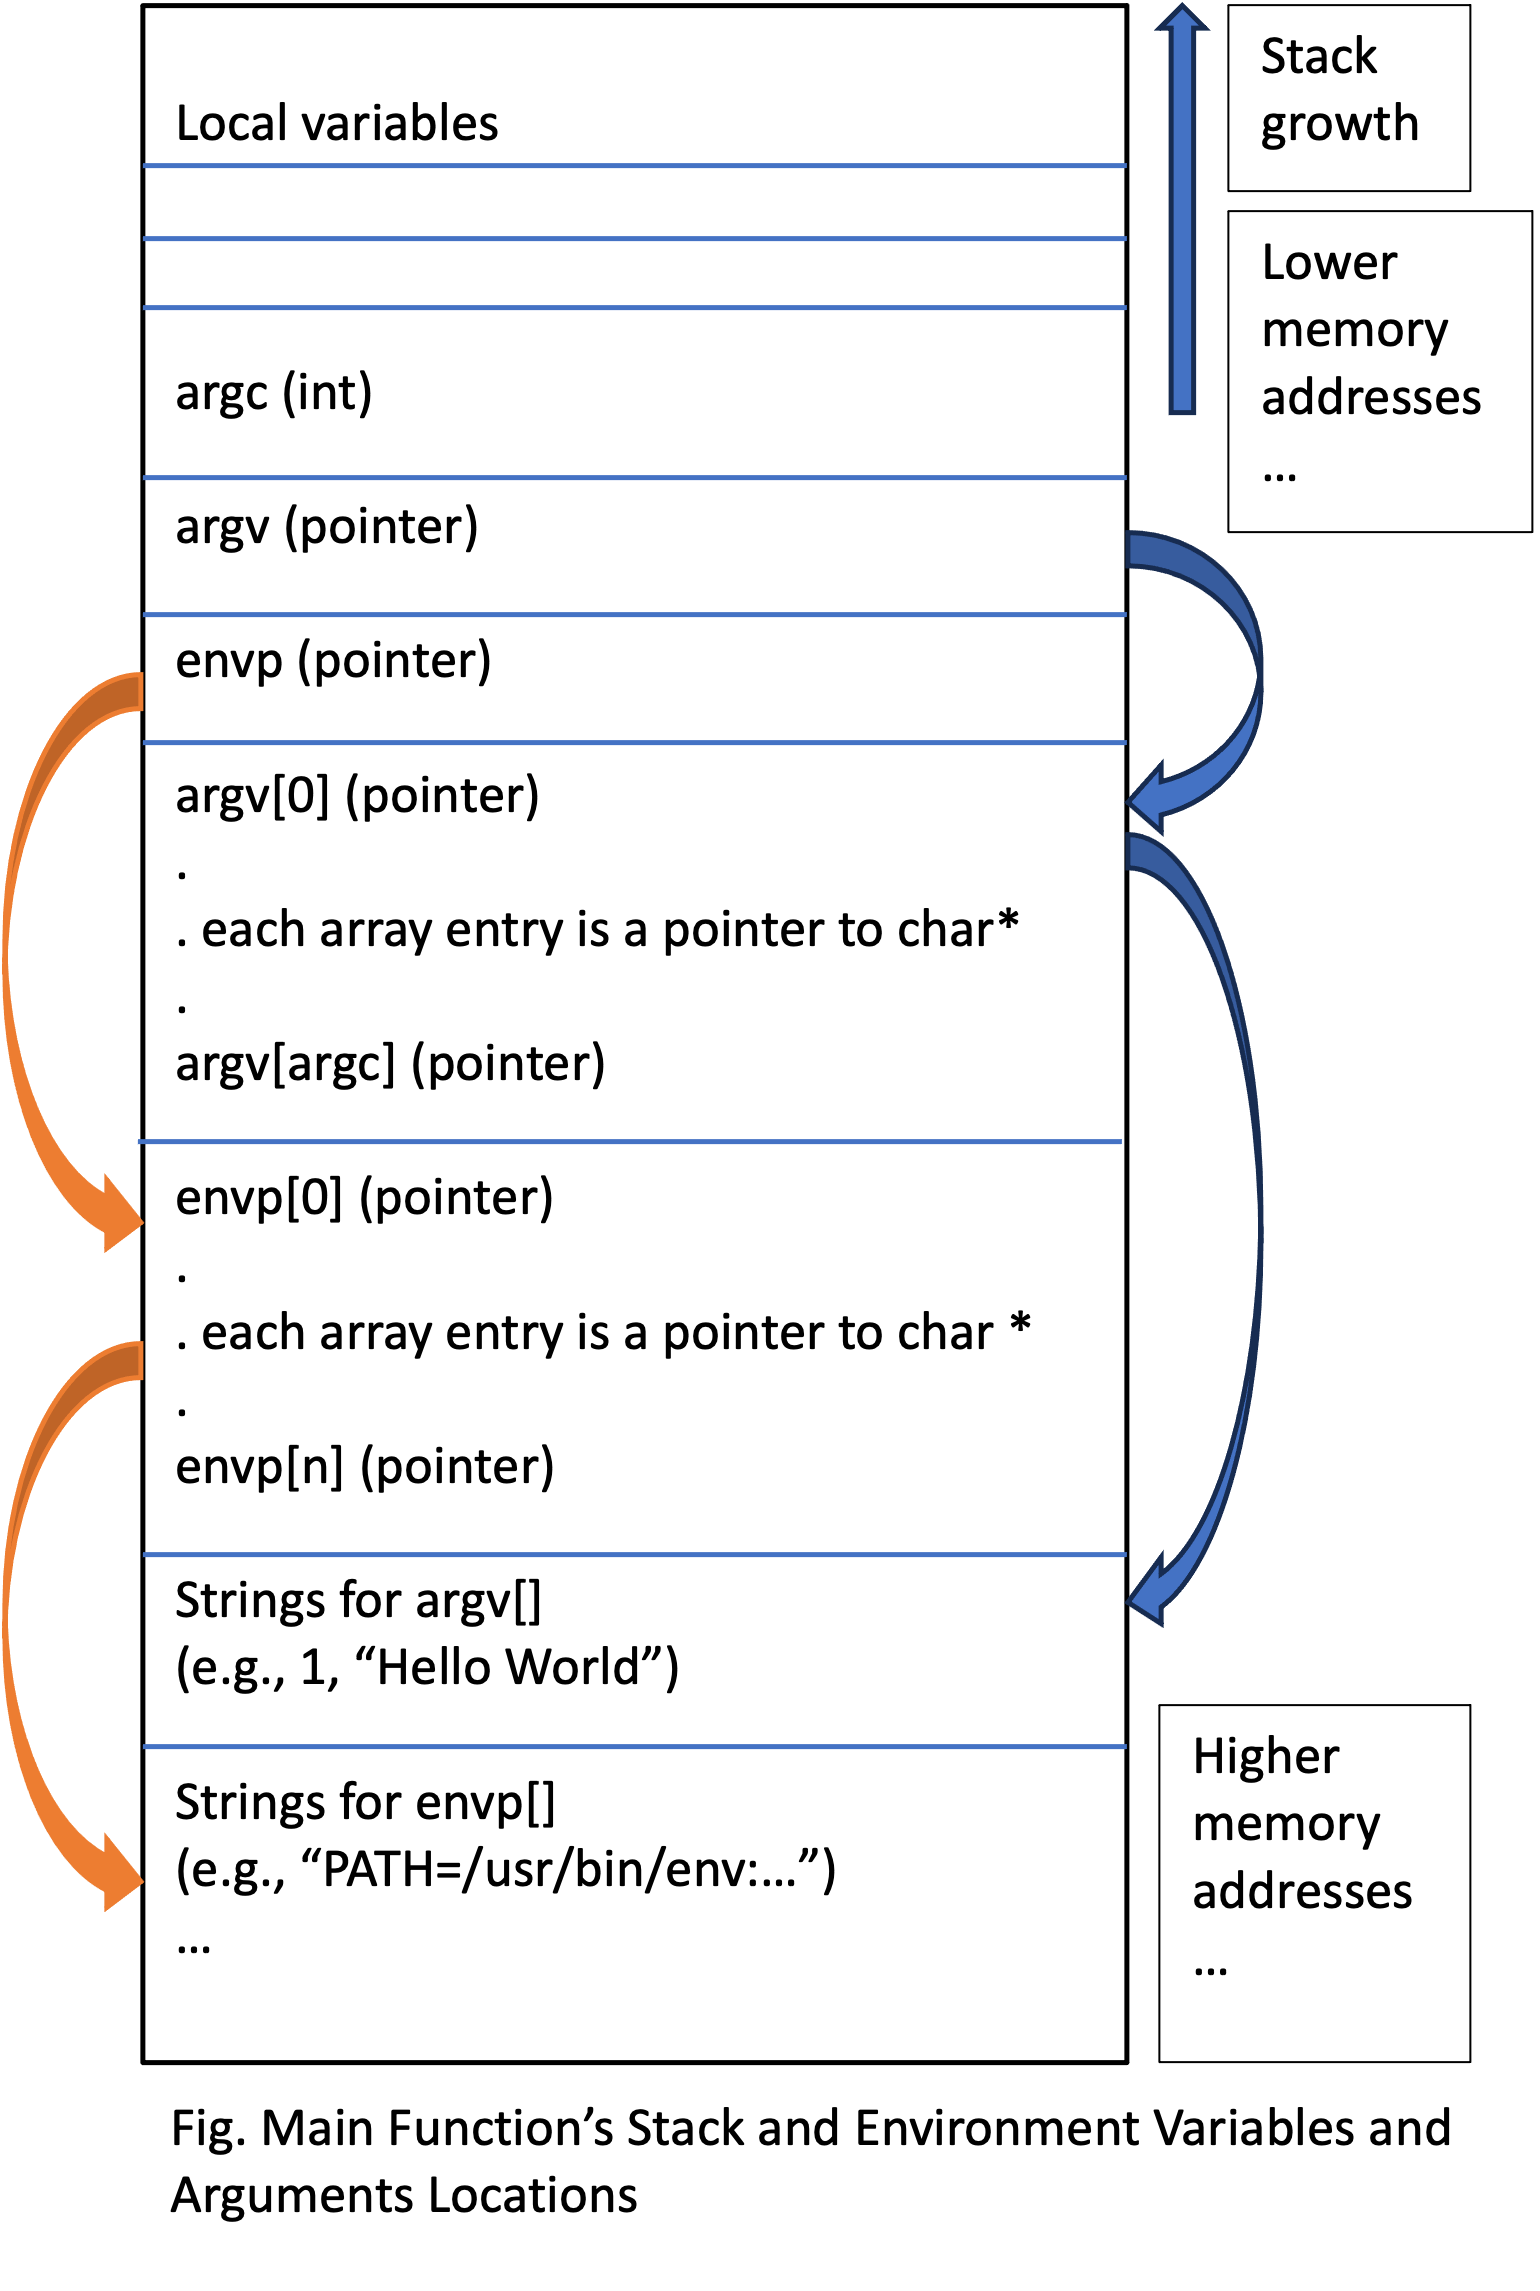 Local variables
argc (int)
argv (pointer)
envp (pointer)
argv[0] (pointer)
.
. each array entry is a pointer to char*
.
argv[argc] (pointer)
envp[0] (pointer)
.
. each array entry is a pointer to char *
.
envp[n] (pointer)
Strings for argv[]
(e.g., 1, “Hello World”)
Strings for envp[]
(e.g., “PATH=/usr/bin/env:…”)
…
Stack
growth
Lower
memory
addresses
…
Higher
memory
addresses
…
Fig. Main Function’s Stack and Environment Variables and
Arguments Locations